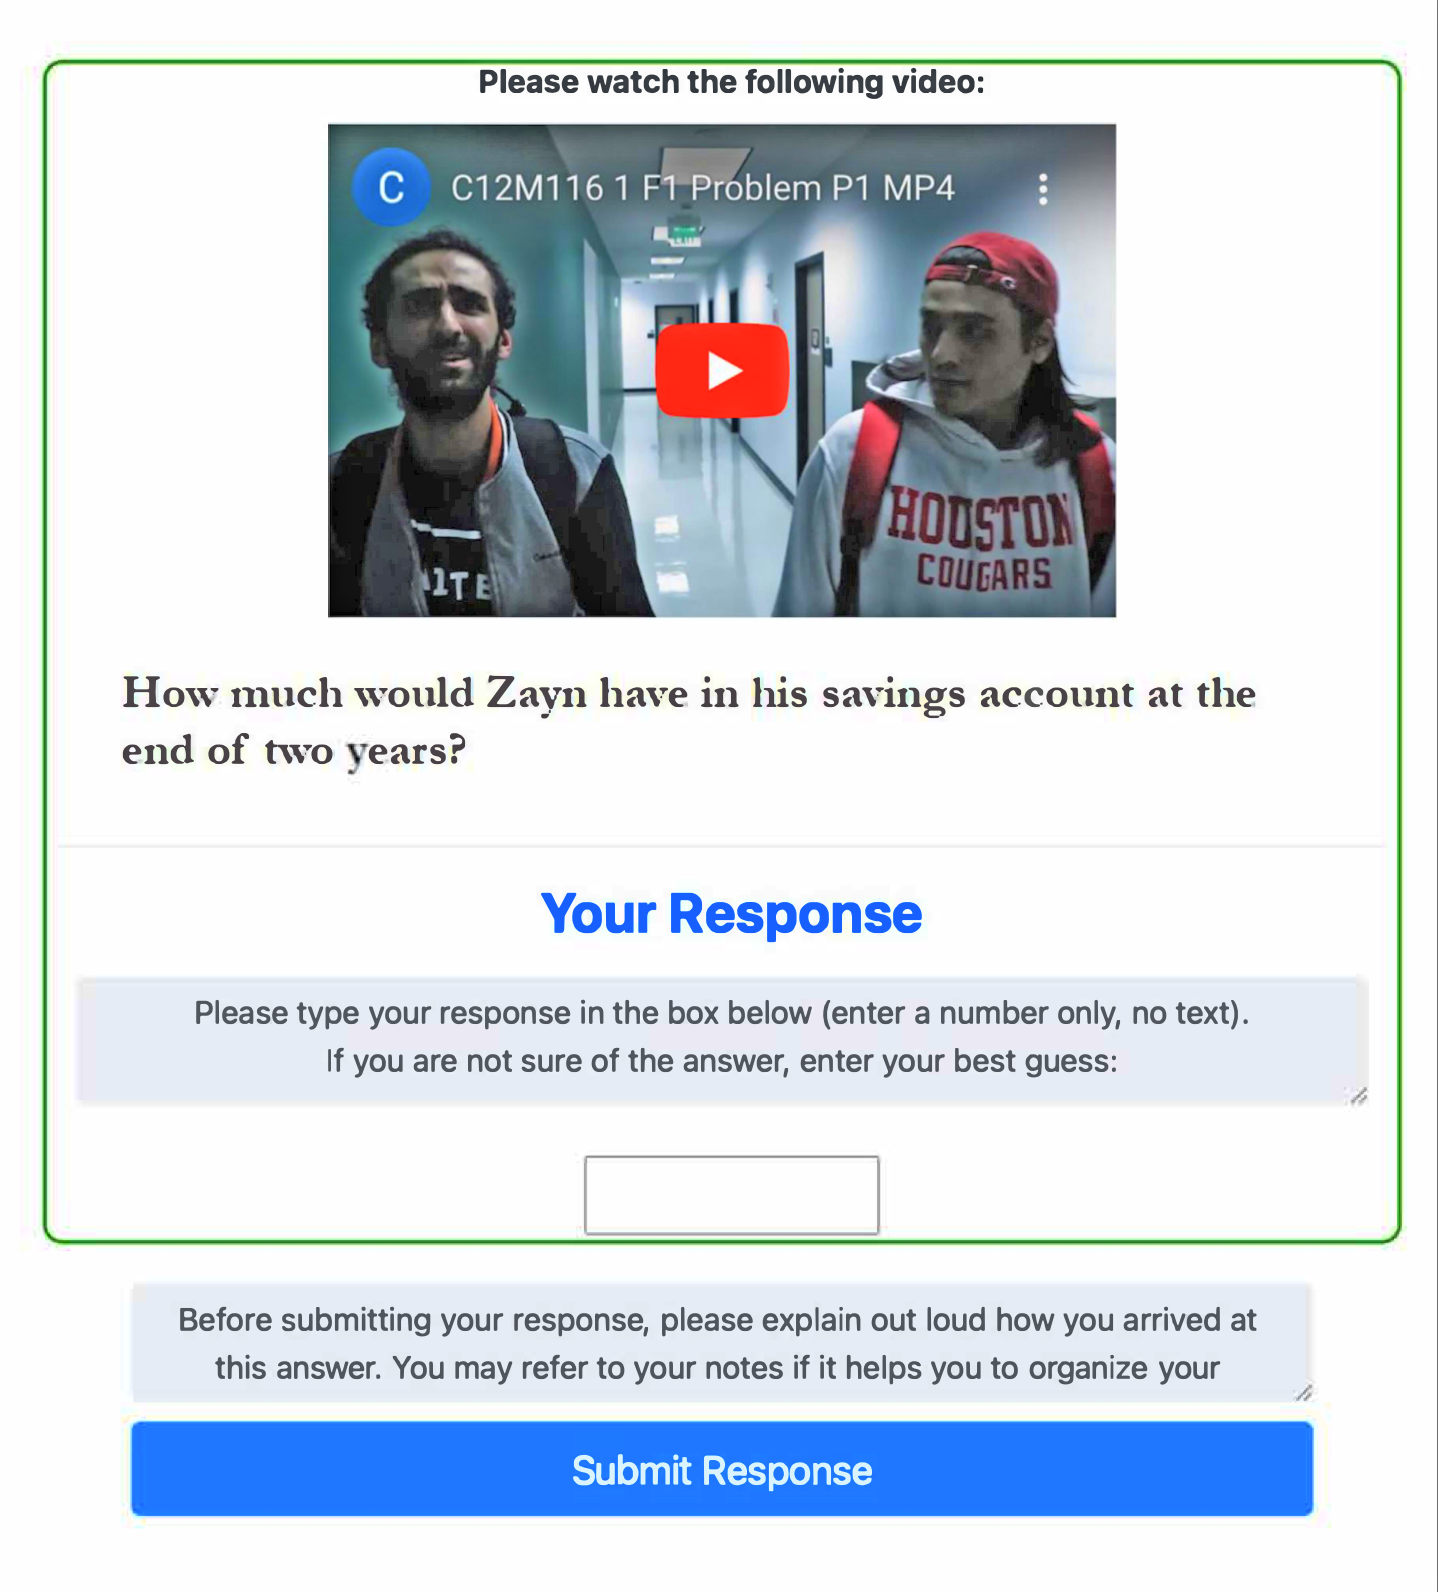 Please watch the following video:
C
C12M116 1 F1 Problem P1 MP4
HOUSTON
COUGARS
How much would Zayn have in his savings account at the
end of two years?
Your Response
Please type your response in the box below (enter a number only, no text).
If you are not sure of the answer, enter your best guess:
Before submitting your response, please explain out loud how you arrived at
this answer. You may refer to your notes if it helps you to organize your
Submit Response